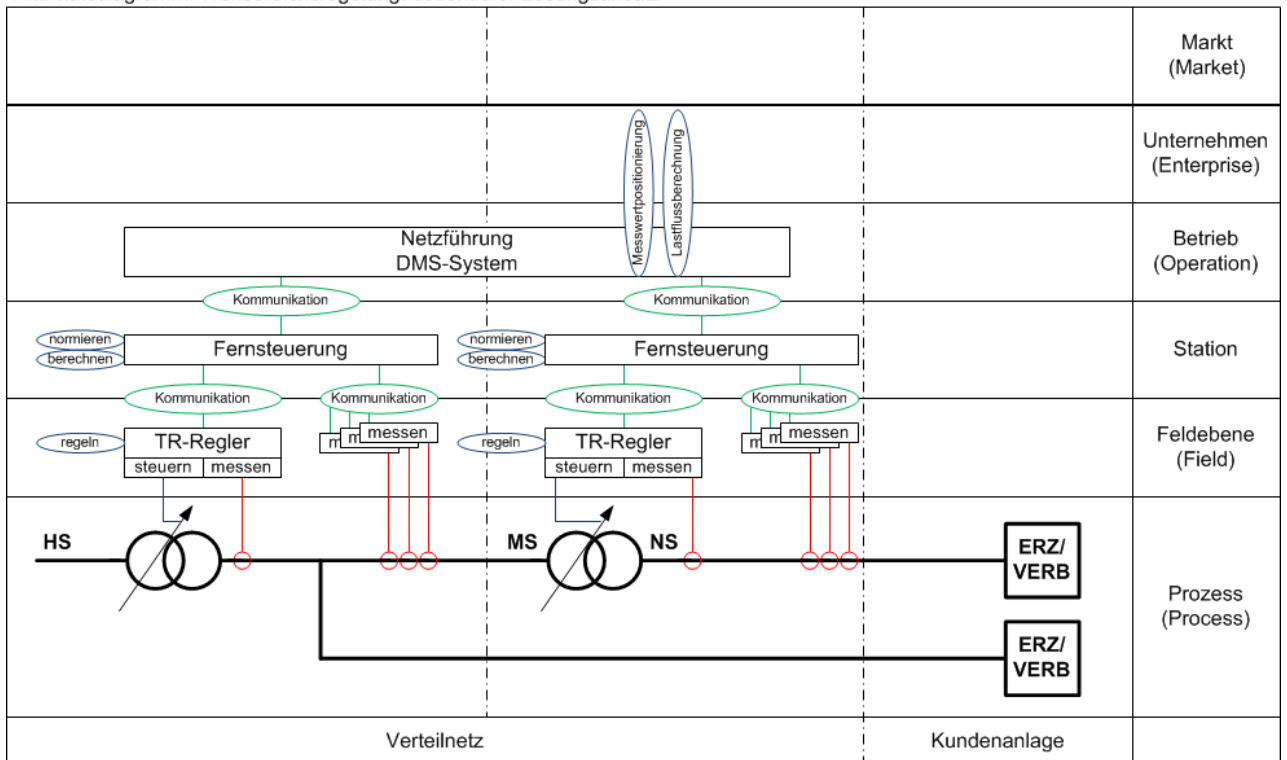 Markt
(Market)
Unternehmen
(Enterprise)
Messwertpositionierung
Lastflussberechnung
Netzführung
DMS-System
Betrieb
(Operation)
Kommunikation
Kommunikation
normieren
berechnen
Fernsteuerung
normieren
berechnen
Fernsteuerung
Station
Kommunikation
Kommunikation
Kommunikation
Kommunikation
regeln
TR-Regler
steuern
messen
m
m
messen
regeln
TR-Regler
steuern
messen
m
messen
Feldebene
(Field)
HS
MS
NS
ERZ/
VERB
ERZ/
VERB
Prozess
(Process)
Verteilnetz
Kundenanlage